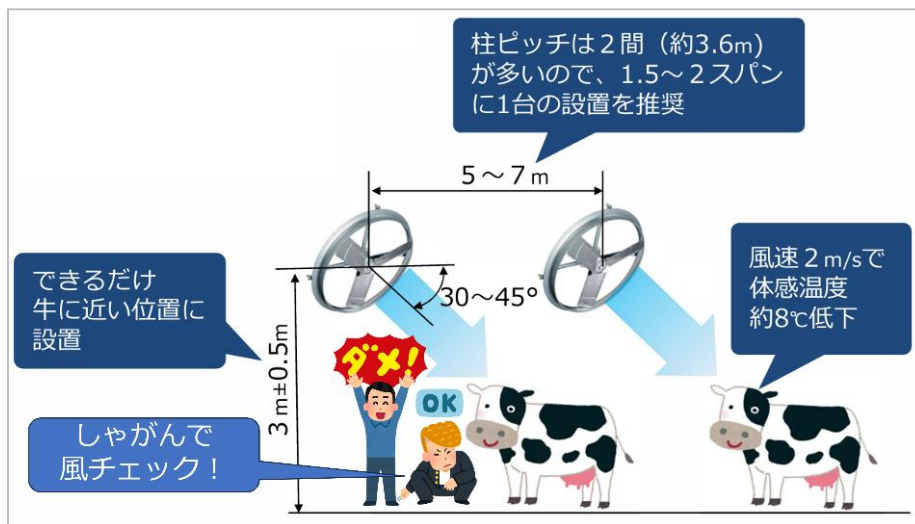 柱ピッチは２間（約3.6m）
が多いので、1.5～２スパン
に1台の設置を推奨
5～7ｍ
できるだけ
牛に近い位置に
設置
30～45°
風速２m/sで
体感温度
約8℃低下
3ｍ±0.5m
ダメ！
OK
しゃがんで
風チェック！